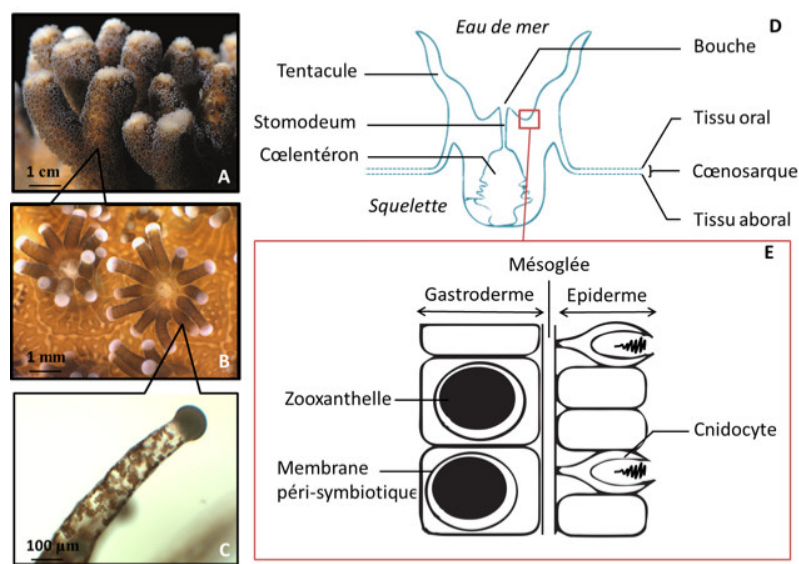 1 cm
A
1 mm
B
100 µm
C
Eau de mer
D
Bouche
Tentacule
Stomodeum
Tissu oral
Cœlentéron
Cœnosarque
Squelette
Tissu aboral
E
Mésoglée
Gastroderme
Epiderme
Zooxanthelle
Cnidocyte
Membrane
péri-symbiotique